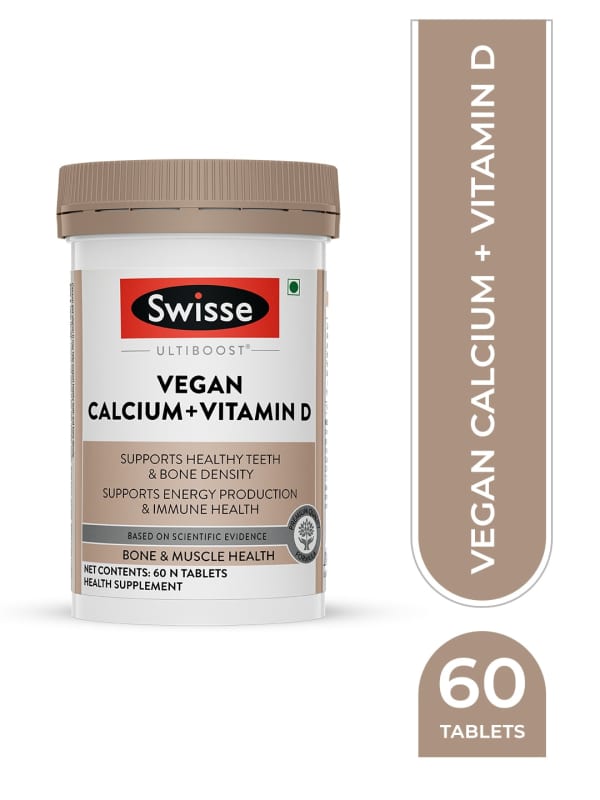 Swisse
ULTIBOOST®
VEGAN
CALCIUM+VITAMIN D
SUPPORTS HEALTHY TEETH
& BONE DENSITY
SUPPORTS ENERGY PRODUCTION
& IMMUNE HEALTH
BASED ON SCIENTIFIC EVIDENCE
BONE & MUSCLE HEALTH
NET CONTENTS: 60 N TABLETS
HEALTH SUPPLEMENT
VEGAN CALCIUM + VITAMIN D
60
TABLETS